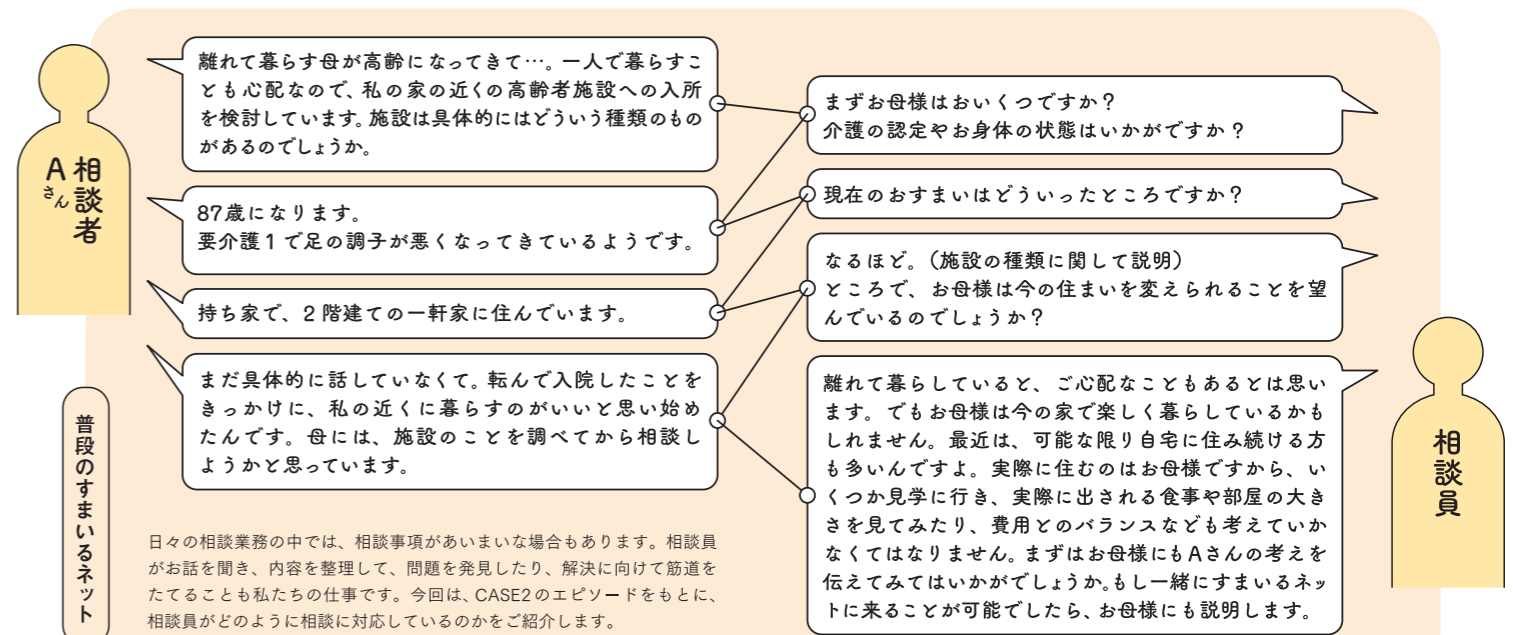 相談者
Aさん
離れて暮らす母が高齢になってきて…。一人で暮らすこ
とも心配なので、私の家の近くの高齢者施設への入所
を検討しています。施設は具体的にはどういう種類のもの
があるのでしょうか。
まずお母様はおいくつですか?
介護の認定やお身体の状態はいかがですか?
87歳になります。
要介護1で足の調子が悪くなってきているようです。
現在のおすまいはどういったところですか?
持ち家で、2階建ての一軒家に住んでいます。
なるほど。(施設の種類に関して説明)
ところで、お母様は今の住まいを変えられることを望
んでいるのでしょうか?
まだ具体的に話していなくて。転んで入院したことを
きっかけに、私の近くに暮らすのがいいと思い始め
たんです。母には、施設のことを調べてから相談し
ようかと思っています。
離れて暮らしていると、ご心配なこともあるとは思い
ます。でもお母様は今の家で楽しく暮らしているかも
しれません。最近は、可能な限り自宅に住み続ける方
も多いんですよ。実際に住むのはお母様ですから、い
くつか見学に行き、実際に出される食事や部屋の大き
さを見てみたり、費用とのバランスなども考えていか
なくてはなりません。まずはお母様にもAさんの考えを
伝えてみてはいかがでしょうか。もし一緒にすまいるネッ
トに来ることが可能でしたら、お母様にも説明します。
相談員
普段のすまいるネット
日々の相談業務の中では、相談事項があいまいな場合もあります。相談員
がお話を聞き、内容を整理して、問題を発見したり、解決に向けて筋道を
たてることも私たちの仕事です。今回は、CASE2のエピソードをもとに、
相談員がどのように相談に対応しているのかをご紹介します。